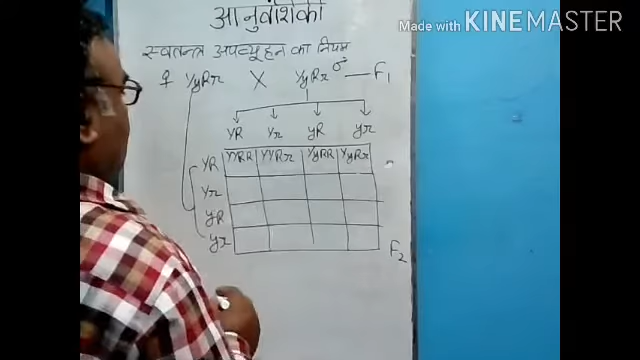 Made with KINEMASTER
आनुवंशिकी
स्वतन्त्र अपव्यूहन का नियम
♀ YyRr X YyRr ♂ — F₁
YR Yr yR yr
YR YYRR YYRr YyRR YyRr
Yr
yR
yr
F₂